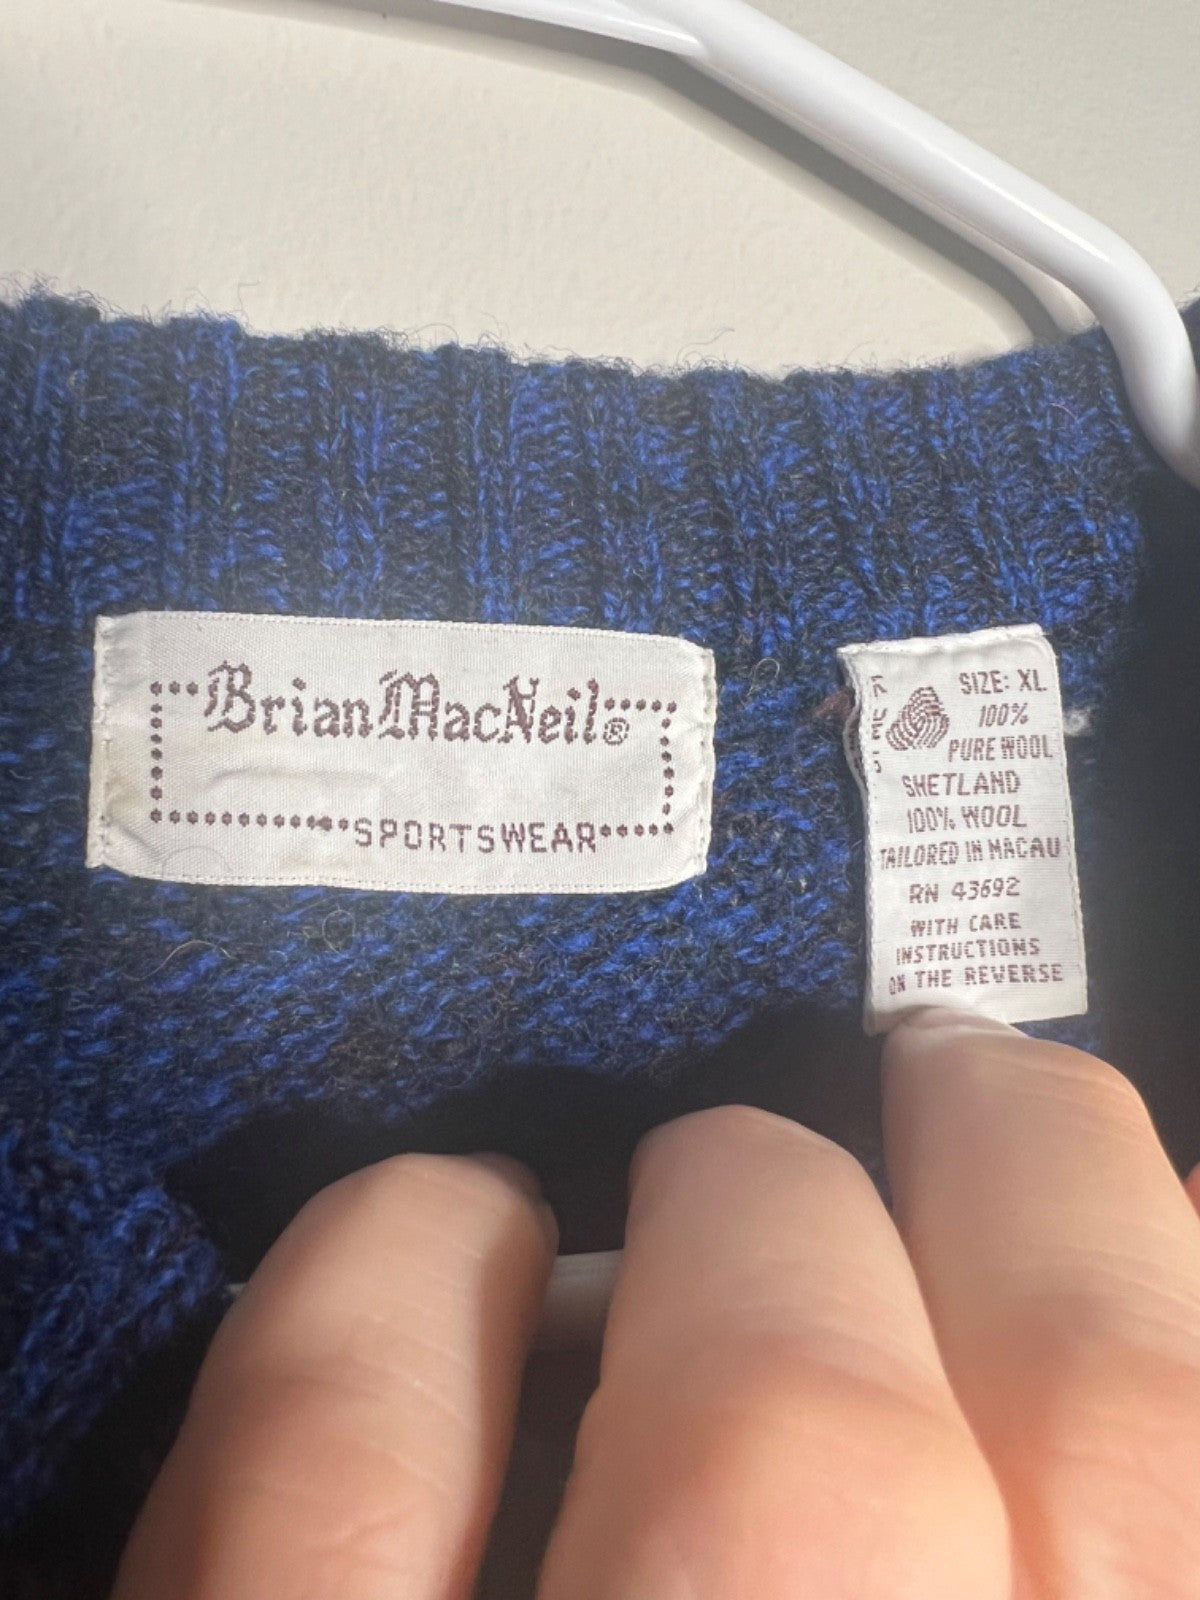 Brian MacNeil®
SPORTSWEAR
SIZE: XL
100%
PURE WOOL
SHETLAND
100% WOOL
TAILORED IN MACAU
RN 43692
WITH CARE
INSTRUCTIONS
ON THE REVERSE